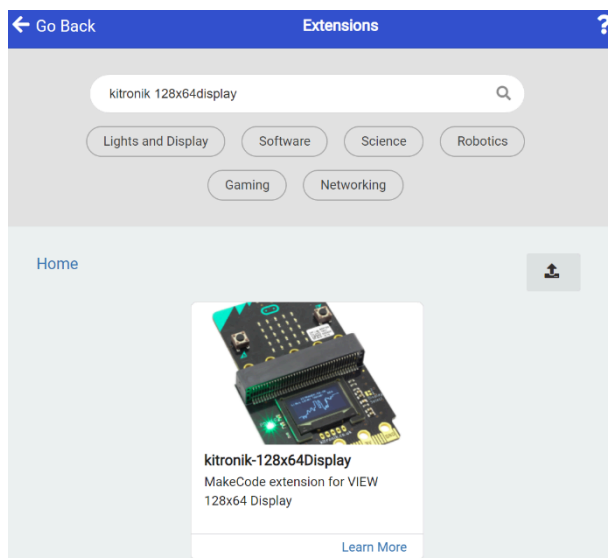 Go Back
Extensions
?
kitronik 128x64display
Lights and Display
Software
Science
Robotics
Gaming
Networking
Home
kitronik-128x64Display
MakeCode extension for VIEW
128x64 Display
Learn More